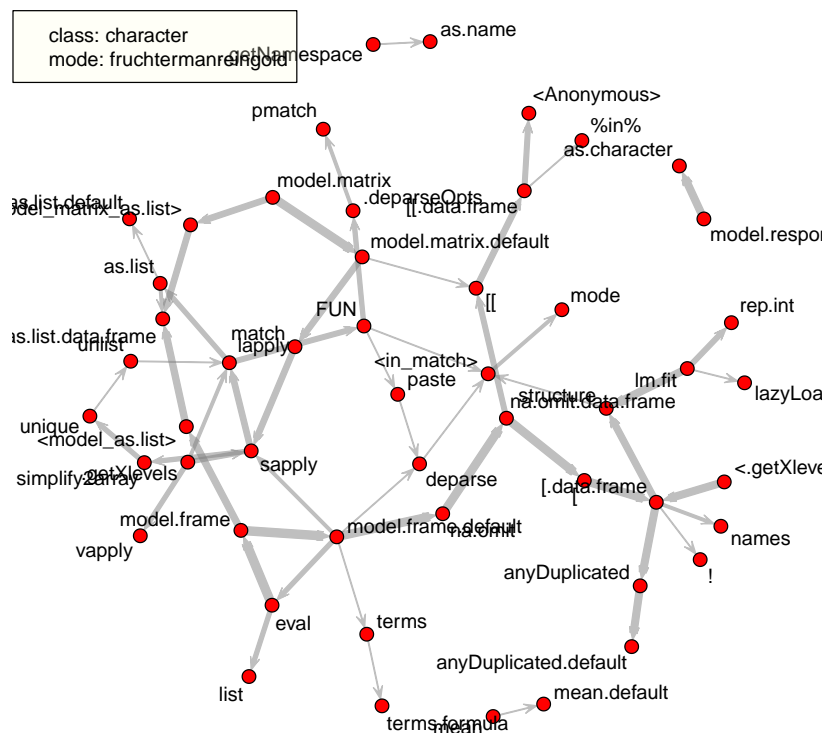 class: character
mode: fruchtermanreingold
.getNamespace
as.name
<Anonymous>
pmatch
%in%
as.character
model.matrix
as.list.default
.deparseOpts
[[.data.frame
model.respon
odel_matrix_as.list>
model.matrix.default
as.list
[[
mode
rep.int
FUN
as.list.data.frame
match
lapply
<in_match>
unlist
paste
lm.fit
lazyLoa
structure
na.omit.data.frame
unique
<model_as.list>
getXlevels
sapply
simplify2array
deparse
[.data.frame
<.getXlevel
[
model.frame
model.frame.default
na.omit
names
vapply
anyDuplicated
!
eval
terms
anyDuplicated.default
list
mean.default
terms.formula
mean